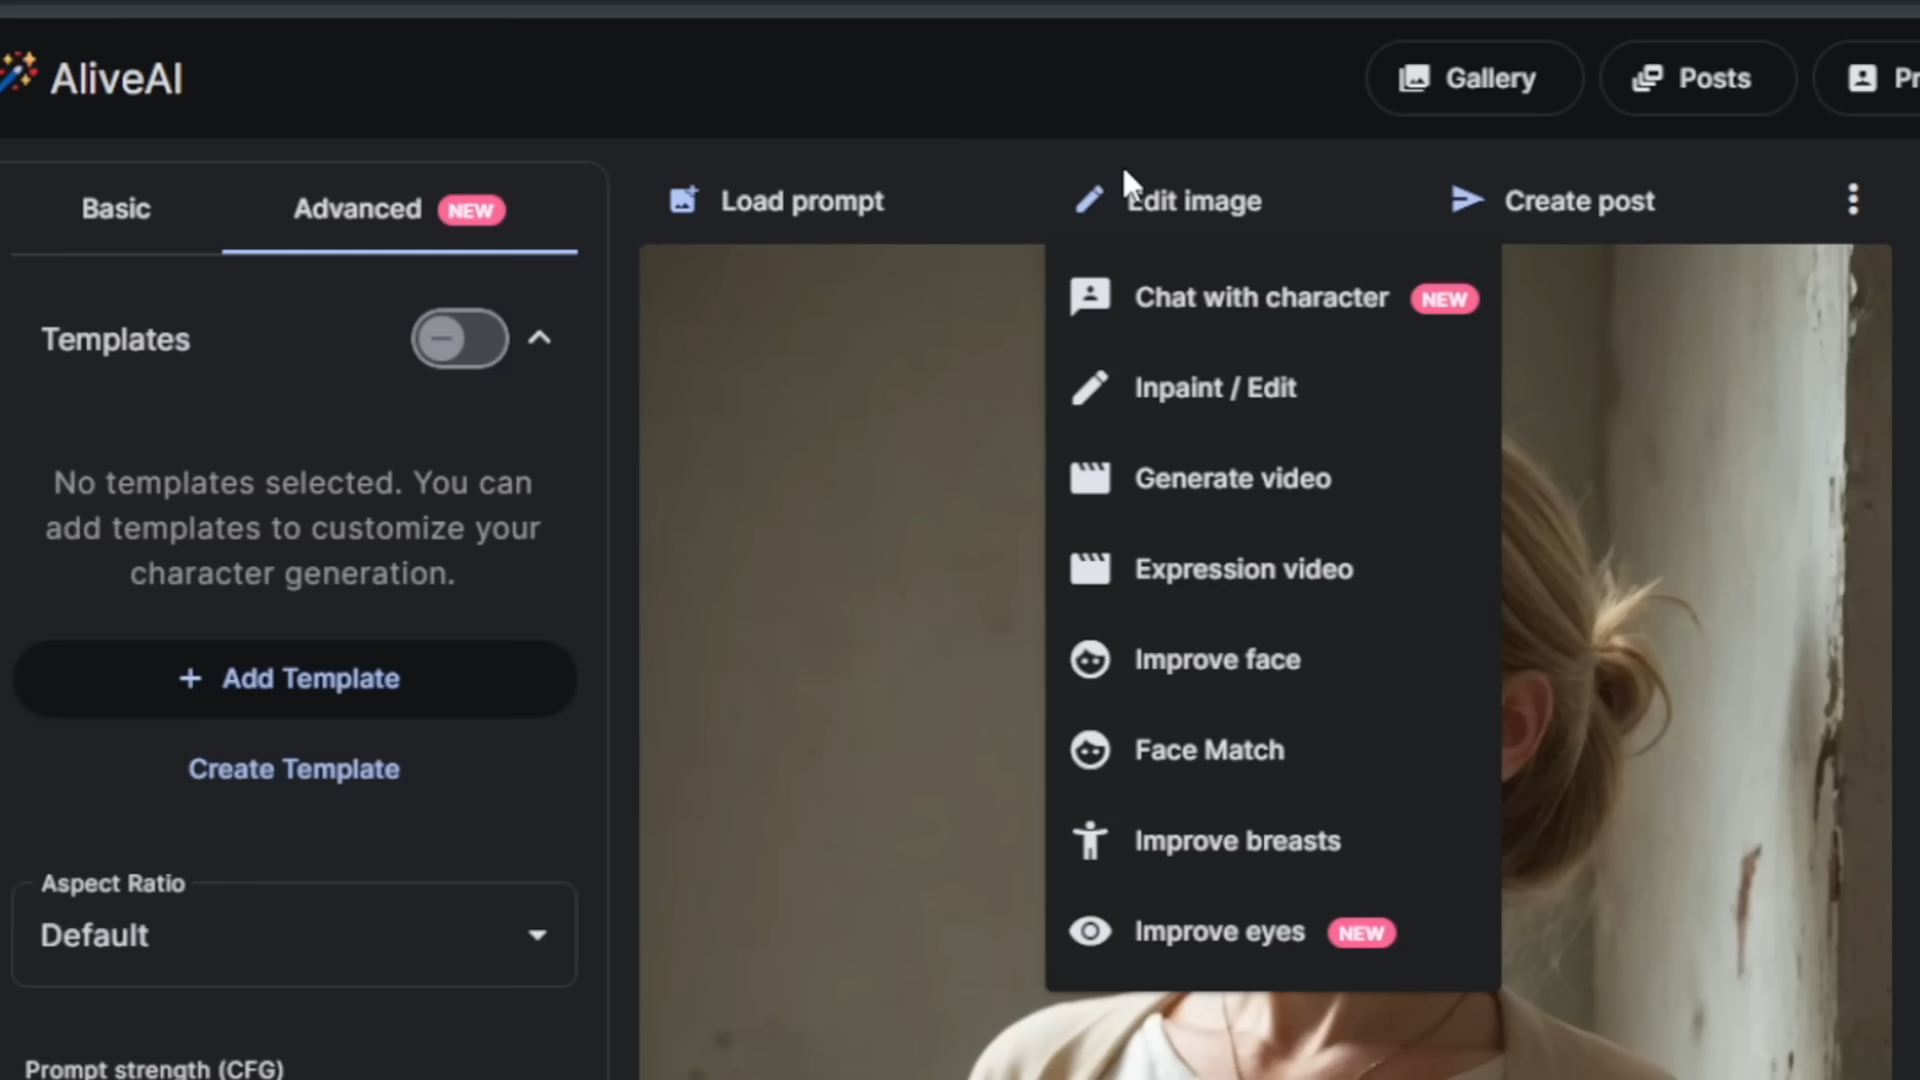 AliveAI
Gallery
Posts
Pr
Basic
Advanced NEW
Load prompt
Edit image
Create post
Templates
No templates selected. You can
add templates to customize your
character generation.
+ Add Template
Create Template
Aspect Ratio
Default
Prompt strength (CFG)
Chat with character NEW
Inpaint / Edit
Generate video
Expression video
Improve face
Face Match
Improve breasts
Improve eyes NEW